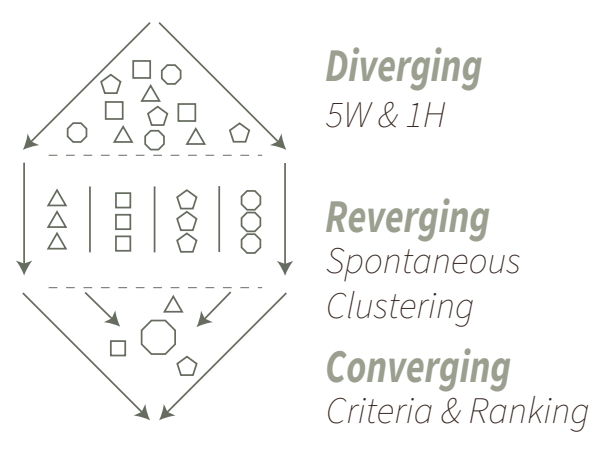 Diverging
5W & 1H
Reverging
Spontaneous
Clustering
Converging
Criteria & Ranking